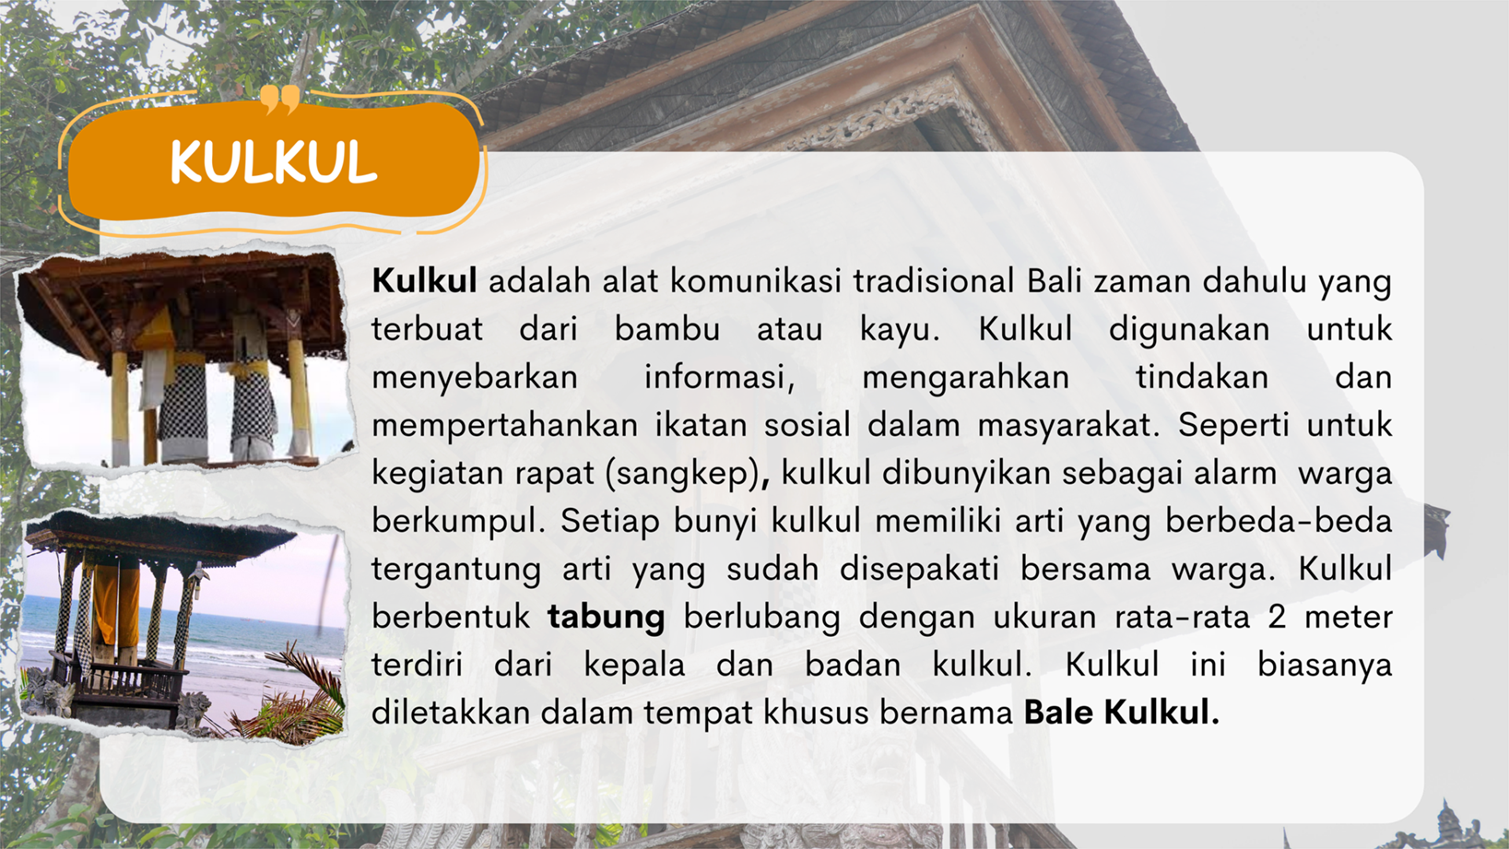 KULKUL
Kulkul adalah alat komunikasi tradisional Bali zaman dahulu yang
terbuat dari bambu atau kayu. Kulkul digunakan untuk
menyebarkan informasi, mengarahkan tindakan dan
mempertahankan ikatan sosial dalam masyarakat. Seperti untuk
kegiatan rapat (sangkep), kulkul dibunyikan sebagai alarm warga
berkumpul. Setiap bunyi kulkul memiliki arti yang berbeda-beda
tergantung arti yang sudah disepakati bersama warga. Kulkul
berbentuk tabung berlubang dengan ukuran rata-rata 2 meter
terdiri dari kepala dan badan kulkul. Kulkul ini biasanya
diletakkan dalam tempat khusus bernama Bale Kulkul.